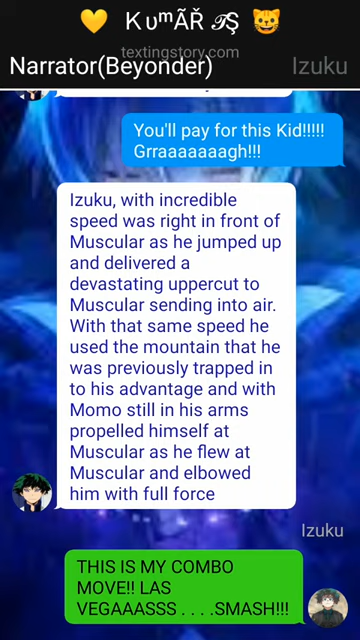 💛 KυᵐÃřᵗ𝒯Ş 😺
textingstory.com
Narrator(Beyonder) Izuku
You'll pay for this Kid!!!!!
Grraaaaaaagh!!!
Izuku, with incredible
speed was right in front of
Muscular as he jumped up
and delivered a
devastating uppercut to
Muscular sending into air.
With that same speed he
used the mountain that he
was previously trapped in
to his advantage and with
Momo still in his arms
propelled himself at
Muscular as he flew at
Muscular and elbowed
him with full force
Izuku
THIS IS MY COMBO
MOVE!! LAS
VEGAAASSS . . . .SMASH!!!